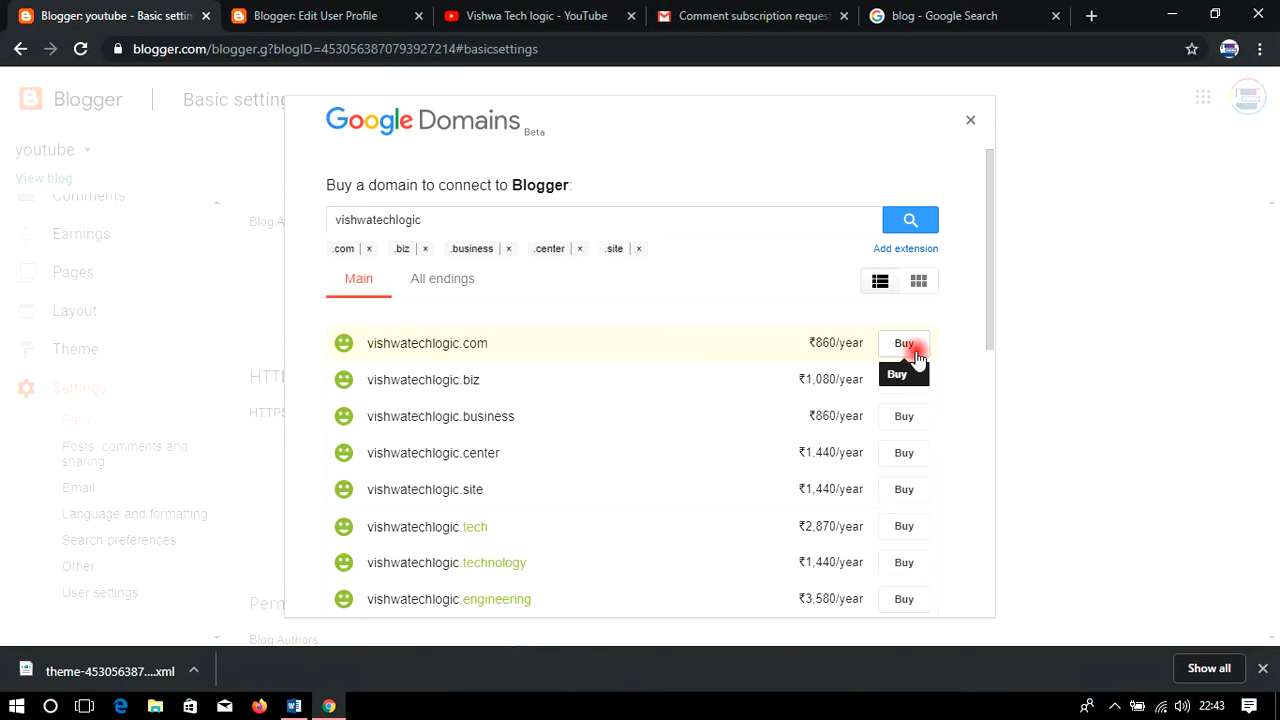 Blogger: youtube - Basic settin
Blogger: Edit User Profile
Vishwa Tech logic - YouTube
Comment subscription request
blog - Google Search
blogger.com/blogger.g?blogID=4530563870793927214#basicsettings
Blogger
Basic setting
youtube
View blog
Comments
Earnings
Pages
Layout
Theme
Settings
Basic
Posts, comments and
sharing
Email
Language and formatting
Search preferences
Other
User settings
Blog A
HTT
HTTPS
Perm
Blog Authors
Google Domains
Beta
Buy a domain to connect to Blogger:
vishwatechlogic
.com × .biz × .business × .center × .site ×
Add extension
Main All endings
vishwatechlogic.com ₹860/year Buy
Buy
vishwatechlogic.biz ₹1,080/year
vishwatechlogic.business ₹860/year Buy
vishwatechlogic.center ₹1,440/year Buy
vishwatechlogic.site ₹1,440/year Buy
vishwatechlogic.tech ₹2,870/year Buy
vishwatechlogic.technology ₹1,440/year Buy
vishwatechlogic.engineering ₹3,580/year Buy
theme-453056387....xml
Show all
22:43